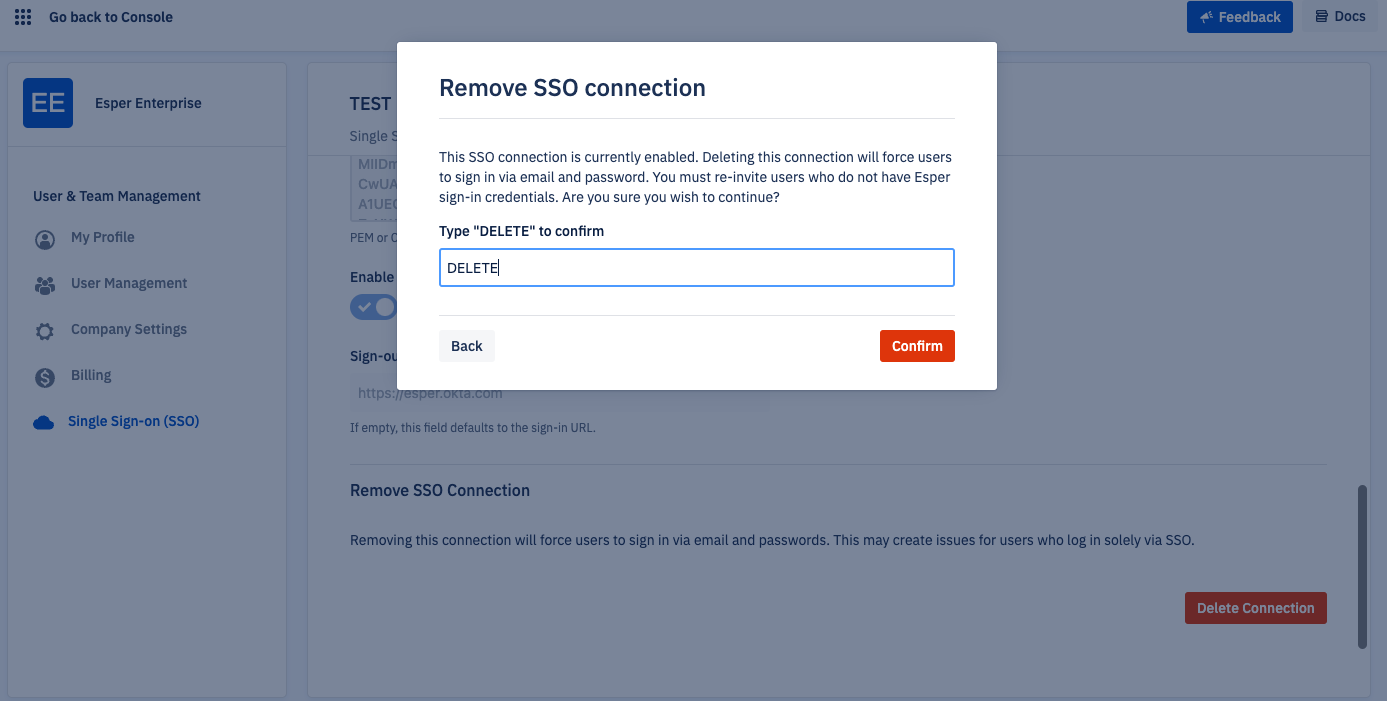 Go back to Console
Feedback
Docs
EE
Esper Enterprise
User & Team Management
My Profile
User Management
Company Settings
Billing
Single Sign-on (SSO)
TEST
Single S
MIID
CwUA
A1UE
PEM or
Enable
Sign-ou
https://esper.okta.com
If empty, this field defaults to the sign-in URL.
Remove SSO Connection
Removing this connection will force users to sign in via email and passwords. This may create issues for users who log in solely via SSO.
Delete Connection
Remove SSO connection
This SSO connection is currently enabled. Deleting this connection will force users
to sign in via email and password. You must re-invite users who do not have Esper
sign-in credentials. Are you sure you wish to continue?
Type "DELETE" to confirm
DELETE
Back
Confirm